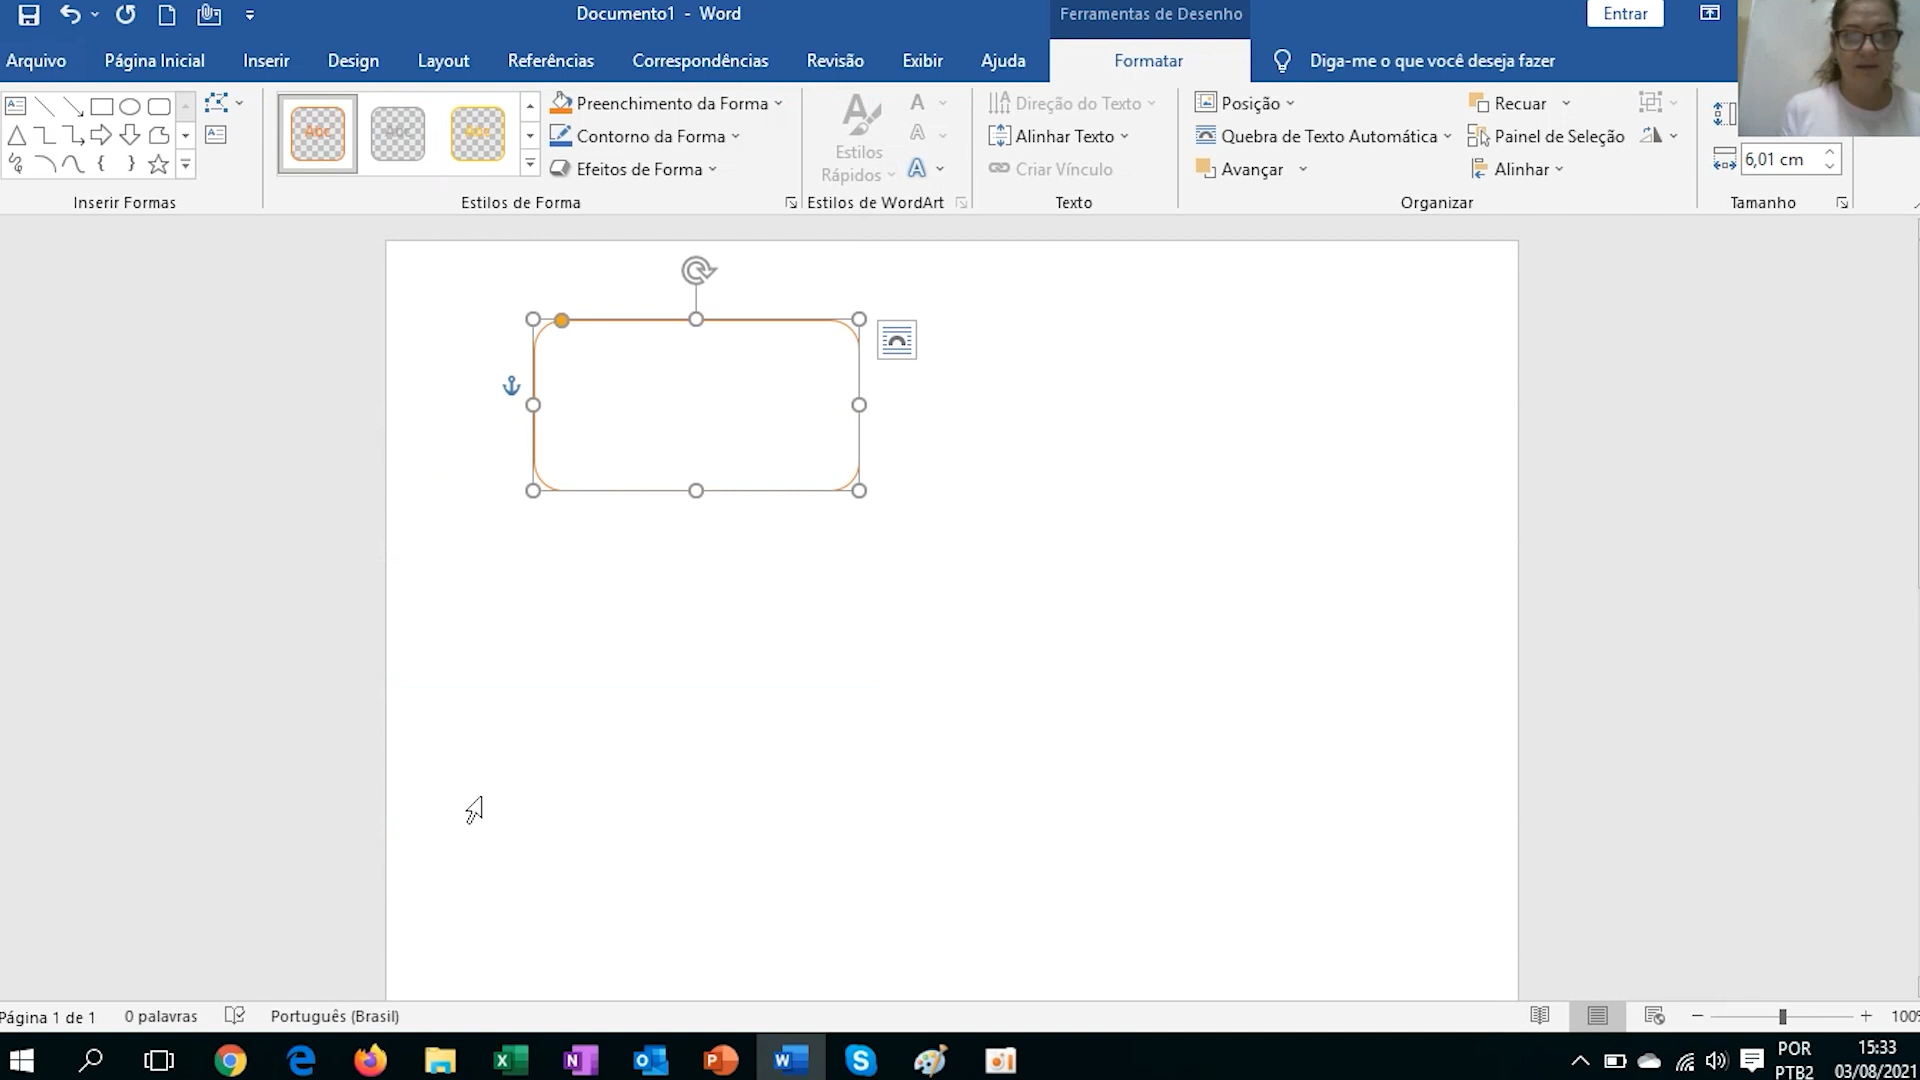 Documento1 - Word
Ferramentas de Desenho
Entrar
Arquivo
Página Inicial
Inserir
Design
Layout
Referências
Correspondências
Revisão
Exibir
Ajuda
Formatar
Diga-me o que você deseja fazer
Abc
Abc
Abc
Preenchimento da Forma
Contorno da Forma
Efeitos de Forma
Estilos
Rápidos
Direção do Texto
Alinhar Texto
Criar Vínculo
Posição
Quebra de Texto Automática
Avançar
Recuar
Painel de Seleção
Alinhar
6,01 cm
Inserir Formas
Estilos de Forma
Estilos de WordArt
Texto
Organizar
Tamanho
Página 1 de 1
0 palavras
Português (Brasil)
100%
POR
PTB2
15:33
03/08/2021